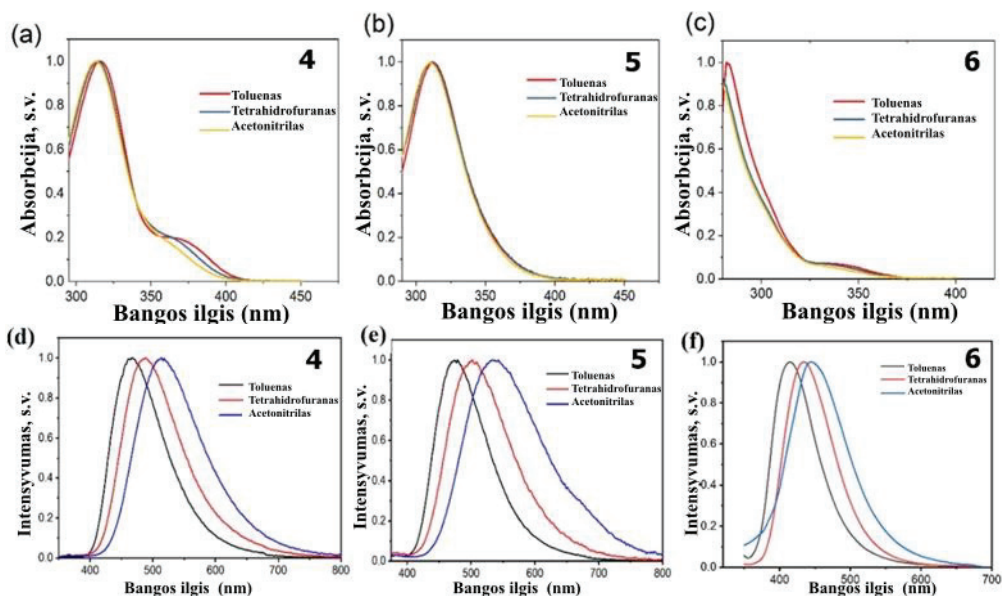 (a)
4
Absorbcija, s.v.
1.0
0.8
0.6
0.4
0.2
0.0
Toluenas
Tetrahidrofuranas
Acetonitrilas
300
350
400
450
Bangos ilgis (nm)
(b)
5
Absorbcija, s.v.
1.0
0.8
0.6
0.4
0.2
0.0
Toluenas
Tetrahidrofuranas
Acetonitrilas
300
350
400
450
Bangos ilgis (nm)
(c)
6
Absorbcija, s.v.
1.0
0.8
0.6
0.4
0.2
0.0
Toluenas
Tetrahidrofuranas
Acetonitrilas
300
350
400
Bangos ilgis (nm)
(d)
4
Intensyvumas, s.v.
1.0
0.8
0.6
0.4
0.2
0.0
Toluenas
Tetrahidrofuranas
Acetonitrilas
400
500
600
700
800
Bangos ilgis (nm)
(e)
5
Intensyvumas, s.v.
1.0
0.8
0.6
0.4
0.2
0.0
Toluenas
Tetrahidrofuranas
Acetonitrilas
400
500
600
700
800
Bangos ilgis (nm)
(f)
6
Intensyvumas, s.v.
1.0
0.8
0.6
0.4
0.2
0.0
Toluenas
Tetrahidrofuranas
Acetonitrilas
400
500
600
700
Bangos ilgis (nm)